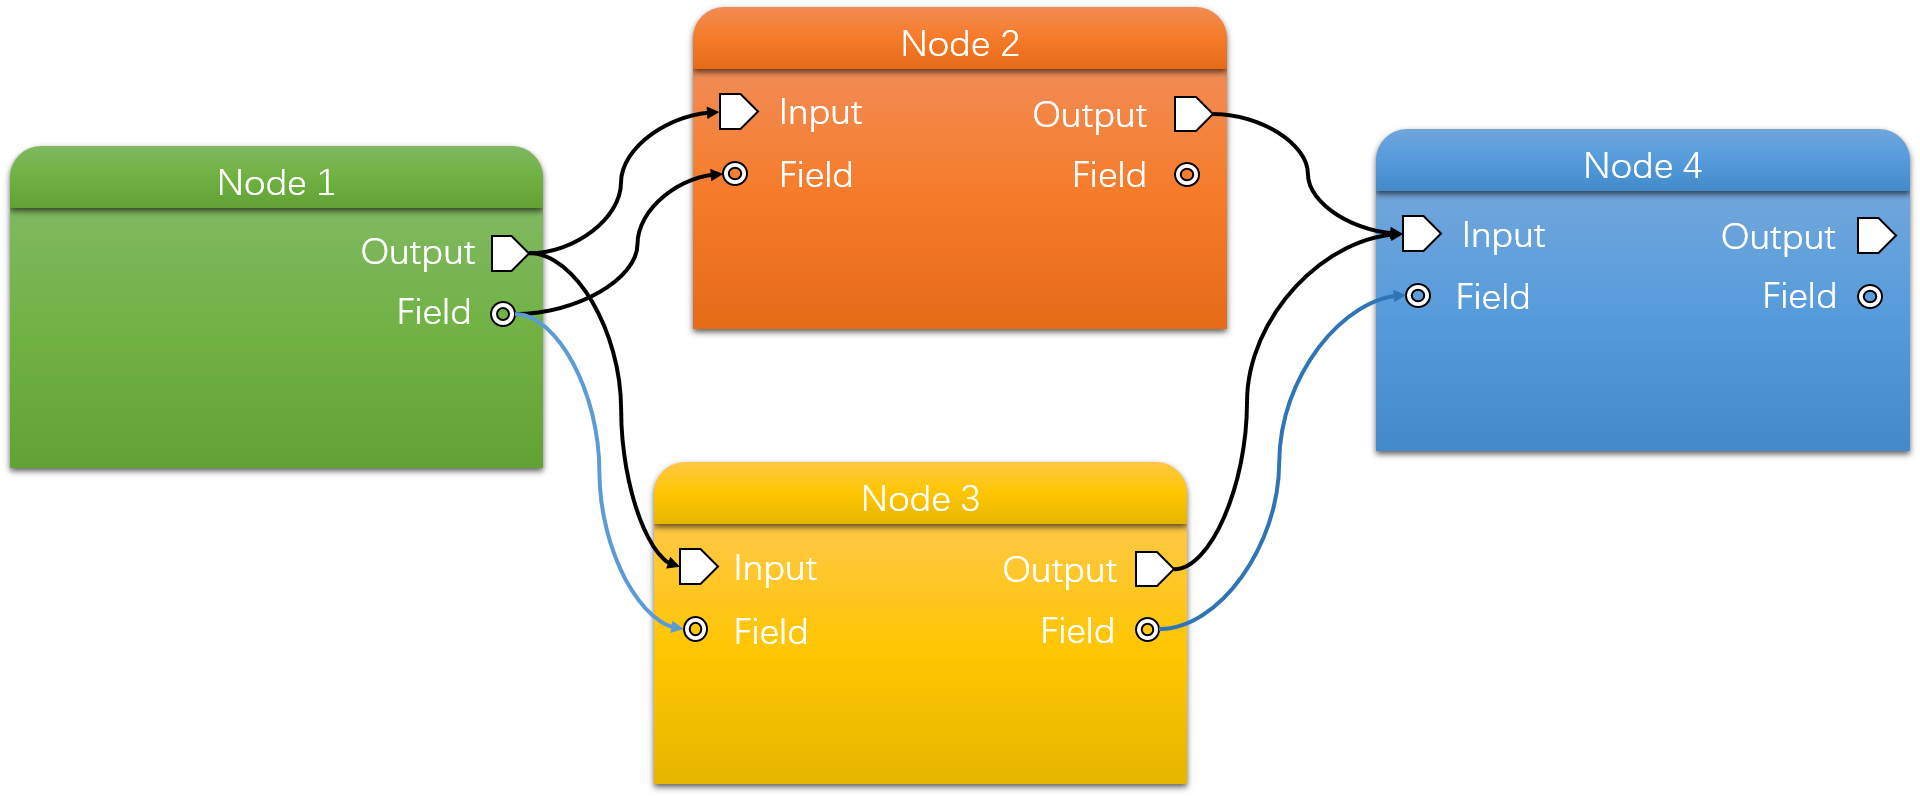 Node 1
Output
Field
Node 2
Input Output
Field Field
Node 3
Input Output
Field Field
Node 4
Input Output
Field Field